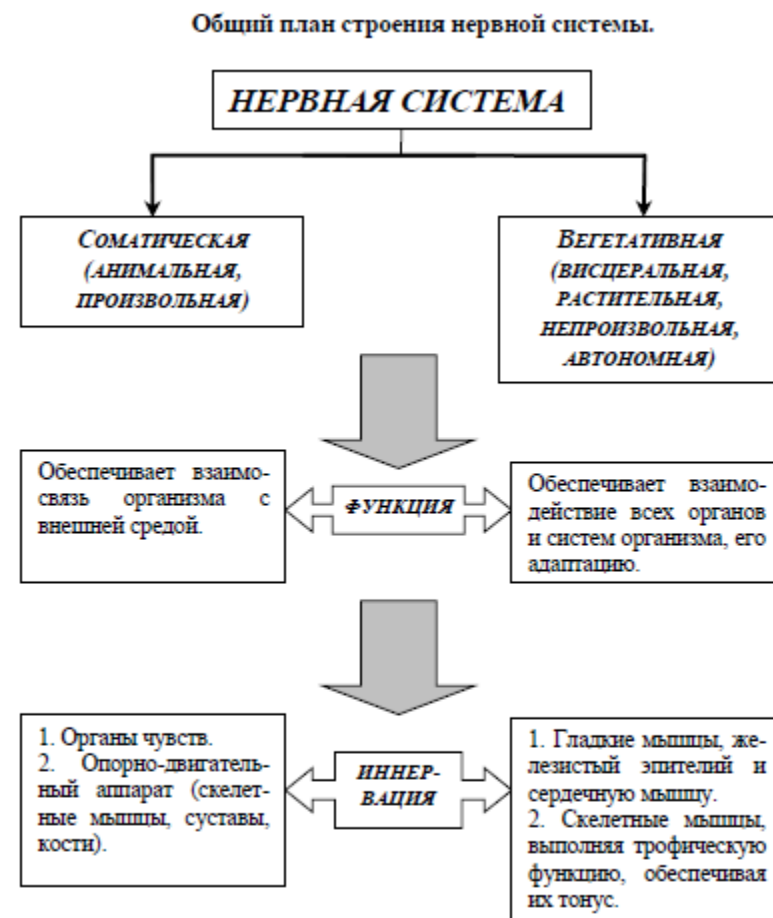 Общий план строения нервной системы.
НЕРВНАЯ СИСТЕМА
СОМАТИЧЕСКАЯ
(АНИМАЛЬНАЯ,
ПРОИЗВОЛЬНАЯ)
ВЕГЕТАТИВНАЯ
(ВИСЦЕРАЛЬНАЯ,
РАСТИТЕЛЬНАЯ,
НЕПРОИЗВОЛЬНАЯ,
АВТОНОМНАЯ)
Обеспечивает взаимо-
связь организма с
внешней средой.
ФУНКЦИЯ
Обеспечивает взаимо-
действие всех органов
и систем организма, его
адаптацию.
1. Органы чувств.
2. Опорно-двигатель-
ный аппарат (скелет-
ные мышцы, суставы,
кости).
ИННЕР-
ВАЦИЯ
1. Гладкие мышцы, же-
лезистый эпителий и
сердечную мышцу.
2. Скелетные мышцы,
выполняя трофическую
функцию, обеспечивая
их тонус.